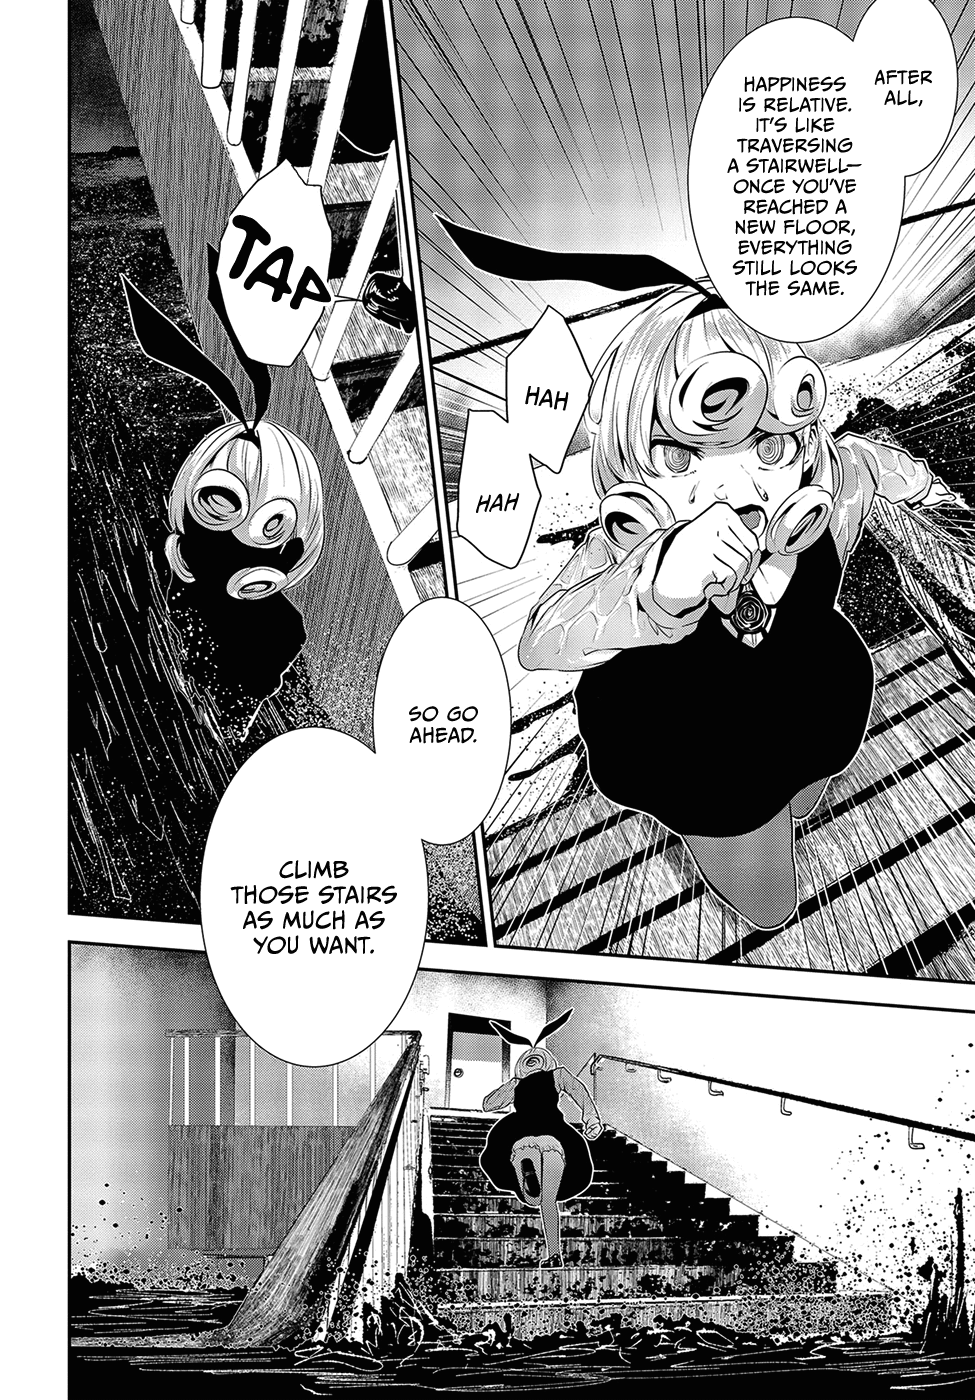 AFTER
ALL,
HAPPINESS
IS RELATIVE.
IT'S LIKE
TRAVERSING
A STAIRWELL—
ONCE YOU'VE
REACHED A
NEW FLOOR,
EVERYTHING
STILL LOOKS
THE SAME.
HAH
HAH
TAP
SO GO
AHEAD.
CLIMB
THOSE STAIRS
AS MUCH AS
YOU WANT.